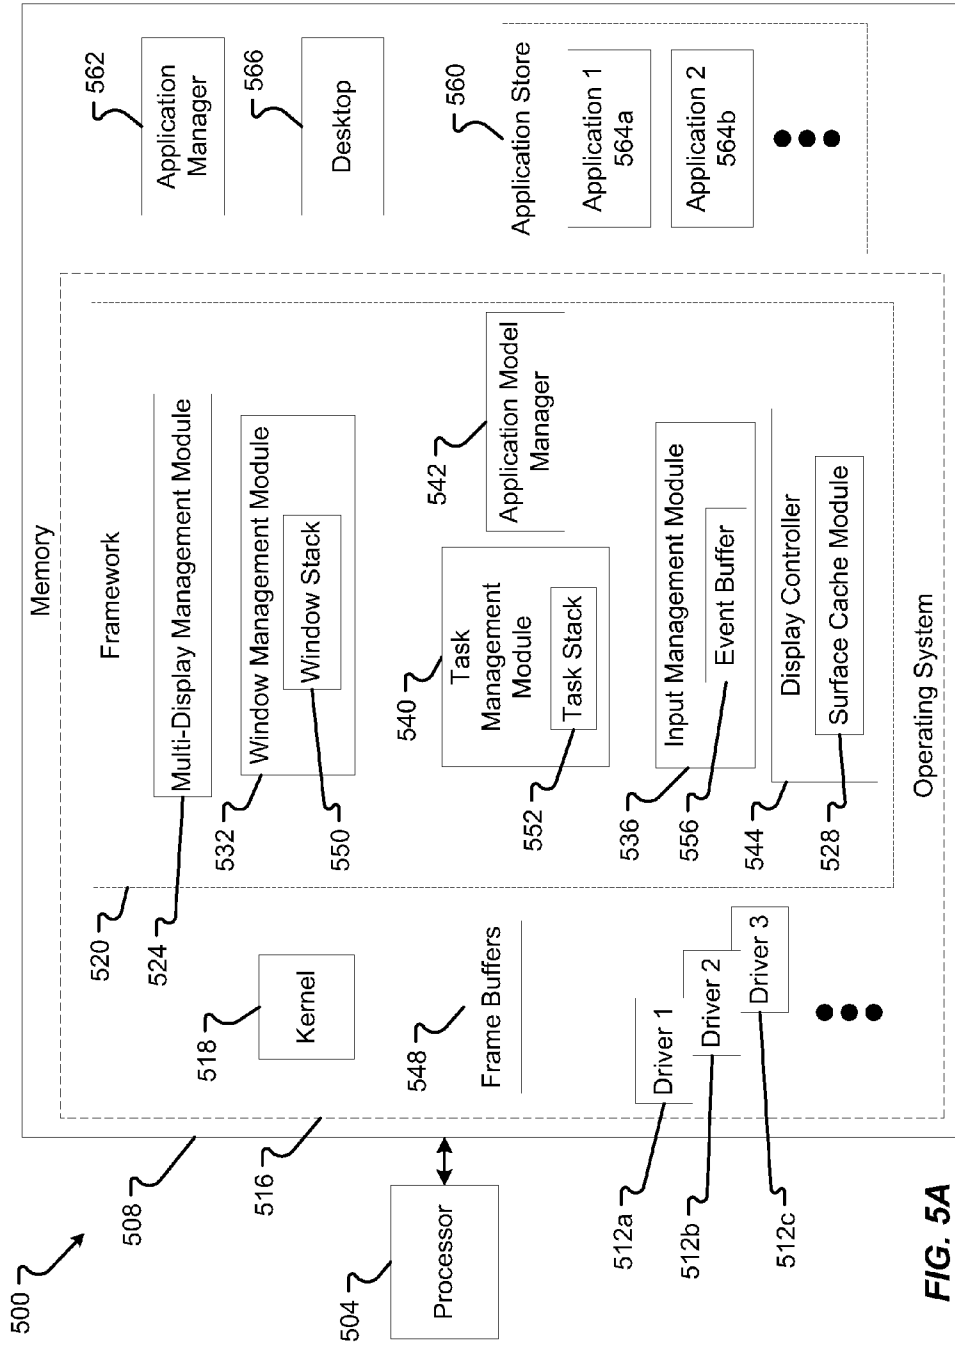 500
508
Memory
504
Processor
516
Operating System
518
Kernel
548
Frame Buffers
512a
Driver 1
512b
Driver 2
512c
Driver 3
520
Framework
524
Multi-Display Management Module
532
Window Management Module
550
Window Stack
540
Task
Management
Module
552
Task Stack
542
Application Model
Manager
536
Input Management Module
556
Event Buffer
544
Display Controller
528
Surface Cache Module
562
Application
Manager
566
Desktop
560
Application Store
Application 1
564a
Application 2
564b
FIG. 5A